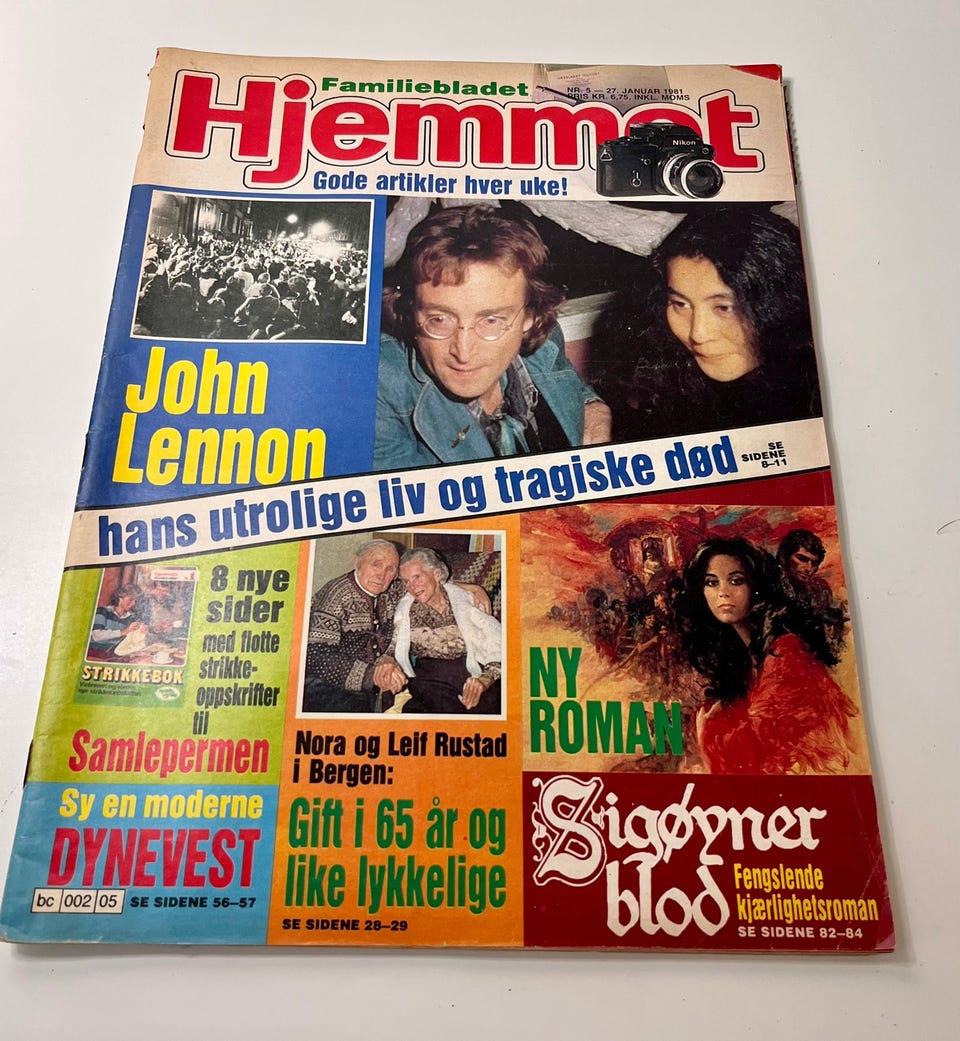 Familiebladet
Hjemmet
NR. 5 — 27. JANUAR 1981
PRIS KR. 6,75, INKL. MOMS
Nikon
Gode artikler hver uke!
John
Lennon
hans utrolige liv og tragiske død
SE
SIDENE
8–11
STRIKKEBOK
8 nye
sider
med flotte
strikke-
oppskrifter
til
Samlepermen
Sy en moderne
DYNEVEST
bc 002 05
SE SIDENE 56–57
Nora og Leif Rustad
i Bergen:
Gift i 65 år og
like lykkelige
SE SIDENE 28–29
NY
ROMAN
Sigøyner
blod
Fengslende
kjærlighetsroman
SE SIDENE 82–84